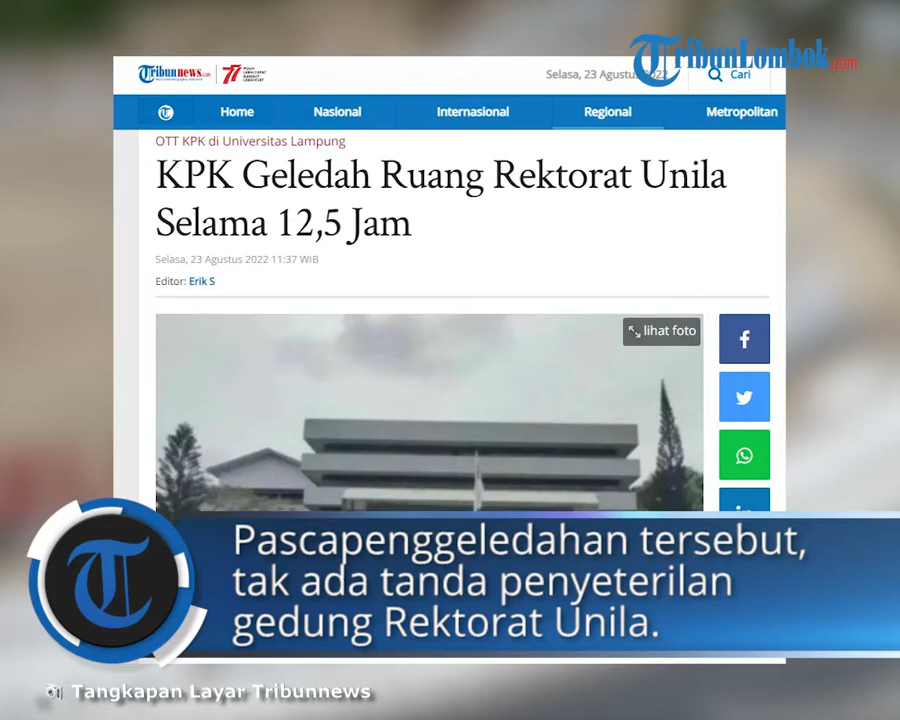 TribunLombok.com
Tribunnews.com
77
Selasa, 23 Agustus 2022
Cari
Home Nasional Internasional Regional Metropolitan
OTT KPK di Universitas Lampung
KPK Geledah Ruang Rektorat Unila
Selama 12,5 Jam
Selasa, 23 Agustus 2022 11:37 WIB
Editor: Erik S
lihat foto
Pascapenggeledahan tersebut,
tak ada tanda penyeterilan
gedung Rektorat Unila.
Tangkapan Layar Tribunnews